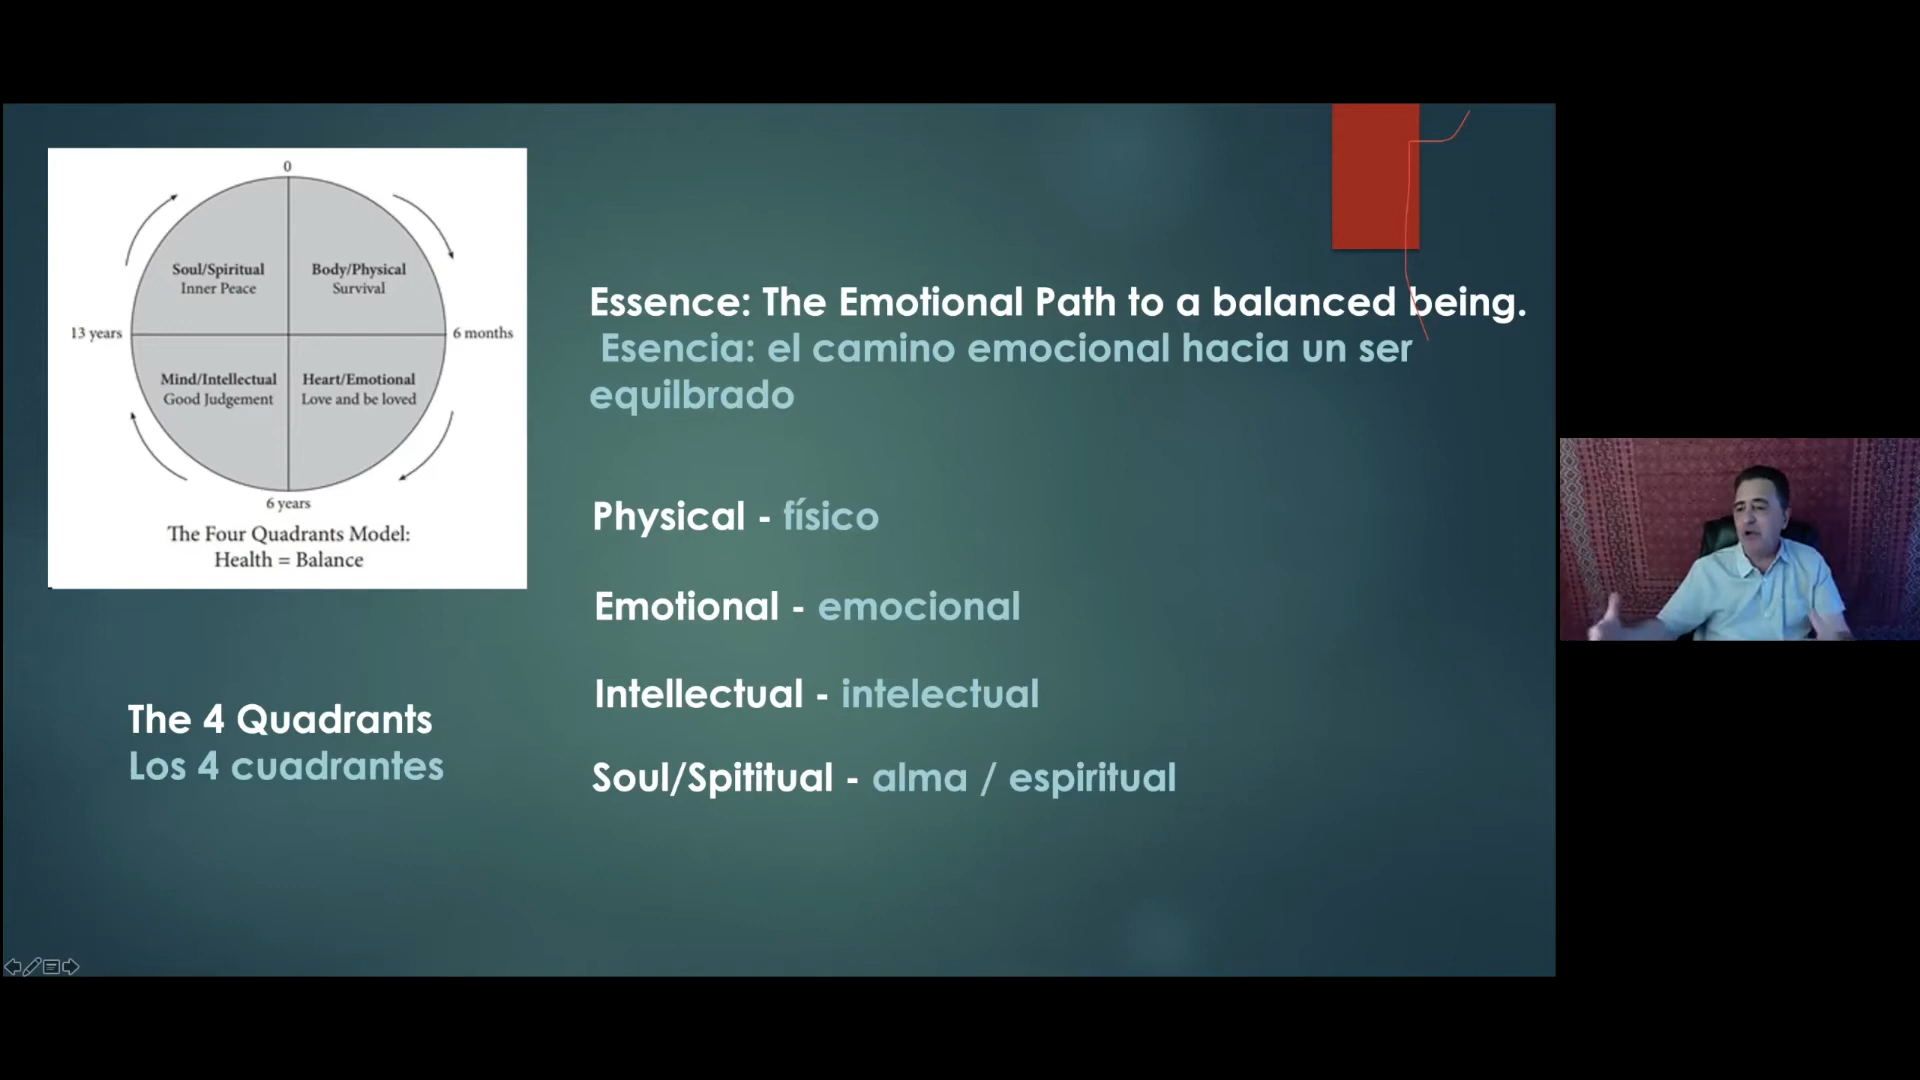 0
Soul/Spiritual
Inner Peace
Body/Physical
Survival
13 years
6 months
Mind/Intellectual
Good Judgement
Heart/Emotional
Love and be loved
6 years
The Four Quadrants Model:
Health = Balance
The 4 Quadrants
Los 4 cuadrantes
Essence: The Emotional Path to a balanced being.
Esencia: el camino emocional hacia un ser
equilbrado
Physical - físico
Emotional - emocional
Intellectual - intelectual
Soul/Spititual - alma / espiritual